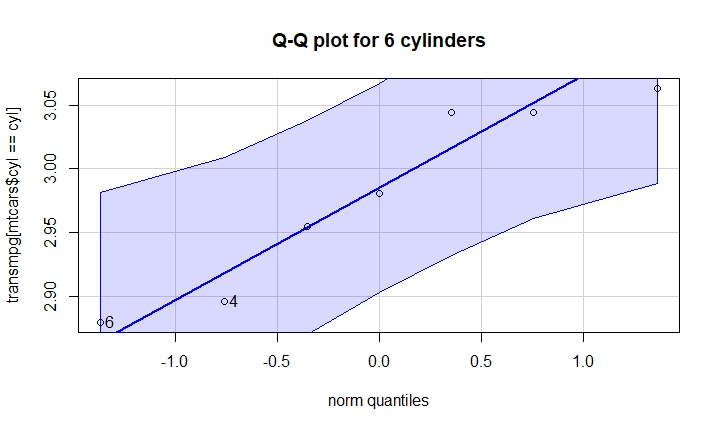 Q-Q plot for 6 cylinders
transmpg[mtcars$cyl == cyl]
3.05
3.00
2.95
2.90
6
4
-1.0 -0.5 0.0 0.5 1.0
norm quantiles